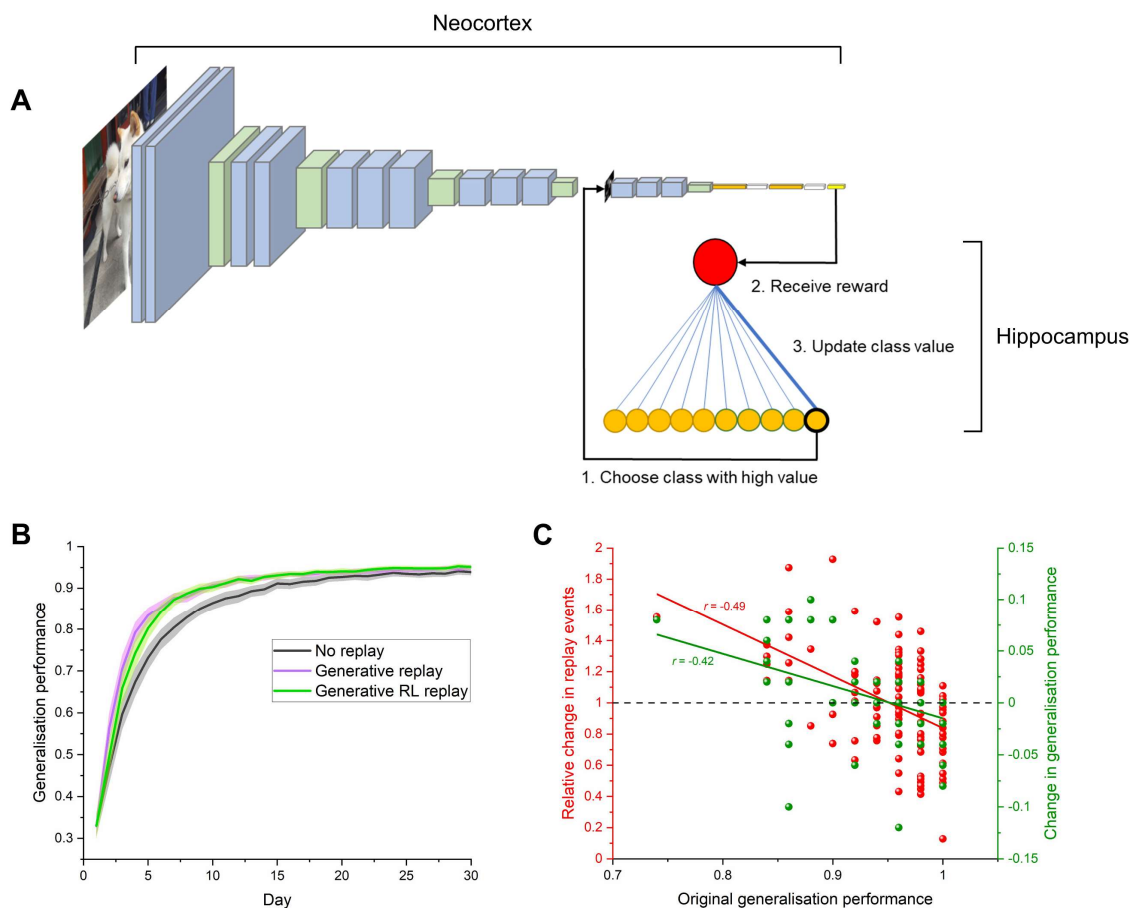 Neocortex
A
2. Receive reward
3. Update class value
Hippocampus
1. Choose class with high value
B
Generalisation performance
1
0.9
0.8
0.7
0.6
0.5
0.4
0.3
No replay
Generative replay
Generative RL replay
0
5
10
15
20
25
30
Day
C
Relative change in replay events
2
1.8
1.6
1.4
1.2
1
0.8
0.6
0.4
0.2
0
r = -0.49
r = -0.42
0.15
0.1
0.05
0
-0.05
-0.1
-0.15
Change in generalisation performance
0.7
0.8
0.9
1
Original generalisation performance